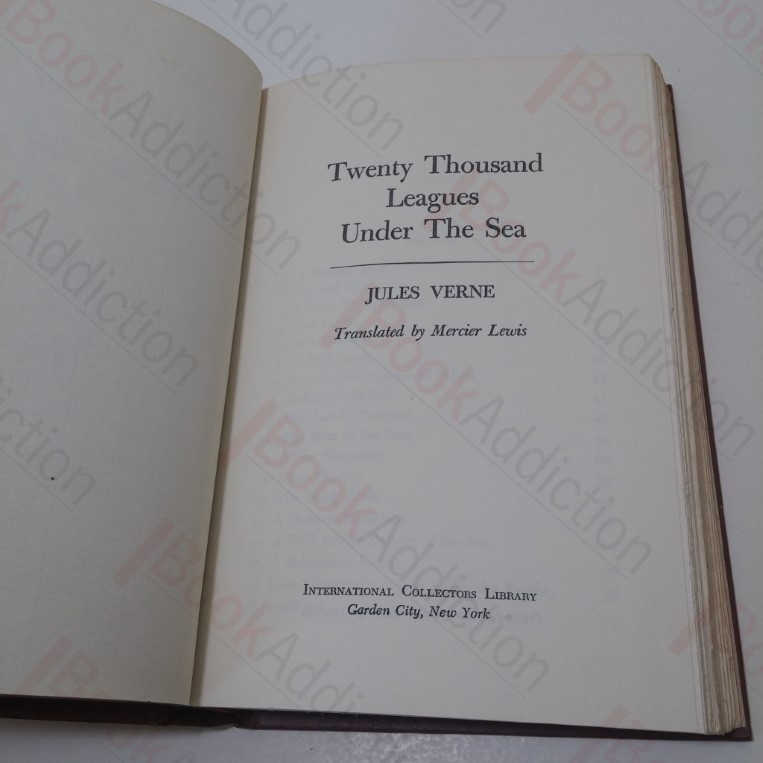 Twenty Thousand
Leagues
Under The Sea
JULES VERNE
Translated by Mercier Lewis
INTERNATIONAL COLLECTORS LIBRARY
Garden City, New York
BookAddiction